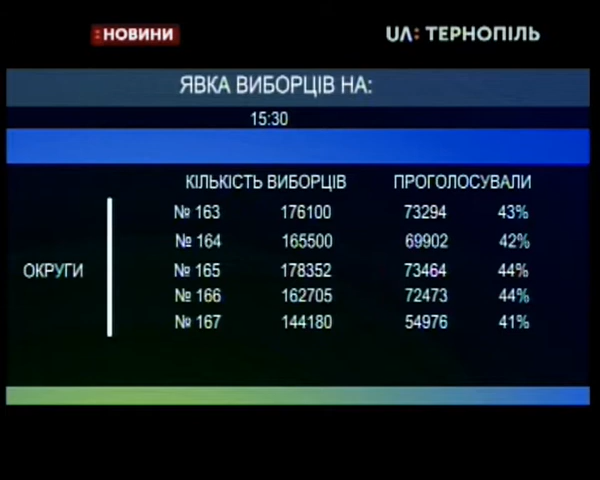 :НОВИНИ
UA: ТЕРНОПІЛЬ
ЯВКА ВИБОРЦІВ НА:
15:30
КІЛЬКІСТЬ ВИБОРЦІВ ПРОГОЛОСУВАЛИ
№ 163 176100 73294 43%
№ 164 165500 69902 42%
ОКРУГИ № 165 178352 73464 44%
№ 166 162705 72473 44%
№ 167 144180 54976 41%